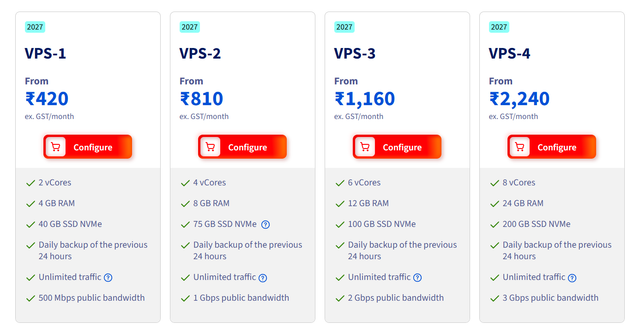 2027
VPS-1
From
₹420
ex. GST/month
Configure
2 vCores
4 GB RAM
40 GB SSD NVMe
Daily backup of the previous
24 hours
Unlimited traffic ?
500 Mbps public bandwidth
2027
VPS-2
From
₹810
ex. GST/month
Configure
4 vCores
8 GB RAM
75 GB SSD NVMe ?
Daily backup of the previous
24 hours
Unlimited traffic ?
1 Gbps public bandwidth
2027
VPS-3
From
₹1,160
ex. GST/month
Configure
6 vCores
12 GB RAM
100 GB SSD NVMe
Daily backup of the previous
24 hours
Unlimited traffic ?
2 Gbps public bandwidth
2027
VPS-4
From
₹2,240
ex. GST/month
Configure
8 vCores
24 GB RAM
200 GB SSD NVMe
Daily backup of the previous
24 hours
Unlimited traffic ?
3 Gbps public bandwidth